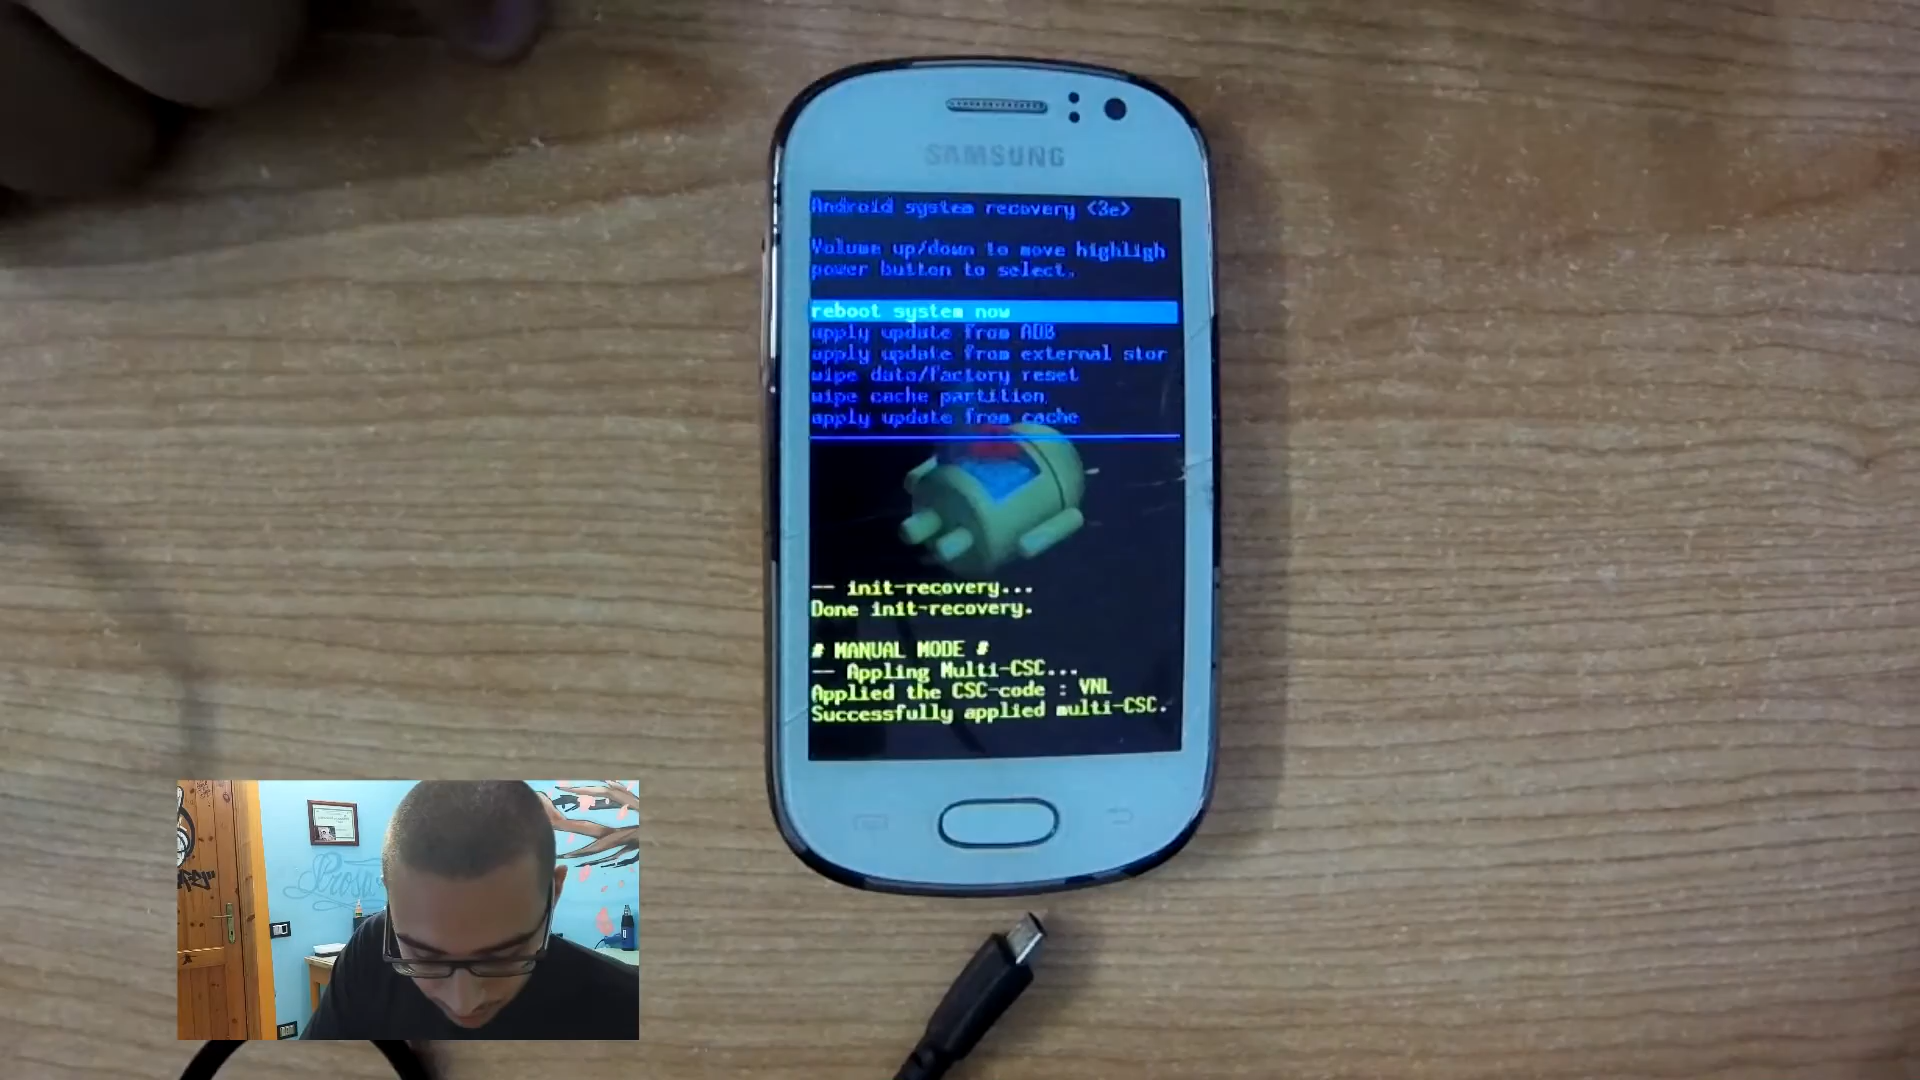 SAMSUNG
Android system recovery <3e>
Volume up/down to move highligh
power button to select.
reboot system now
apply update from ADB
apply update from external stor
wipe data/factory reset
wipe cache partition
apply update from cache
-- init-recovery...
Done init-recovery.
# MANUAL MODE #
-- Appling Multi-CSC...
Applied the CSC-code : VNL
Successfully applied multi-CSC.